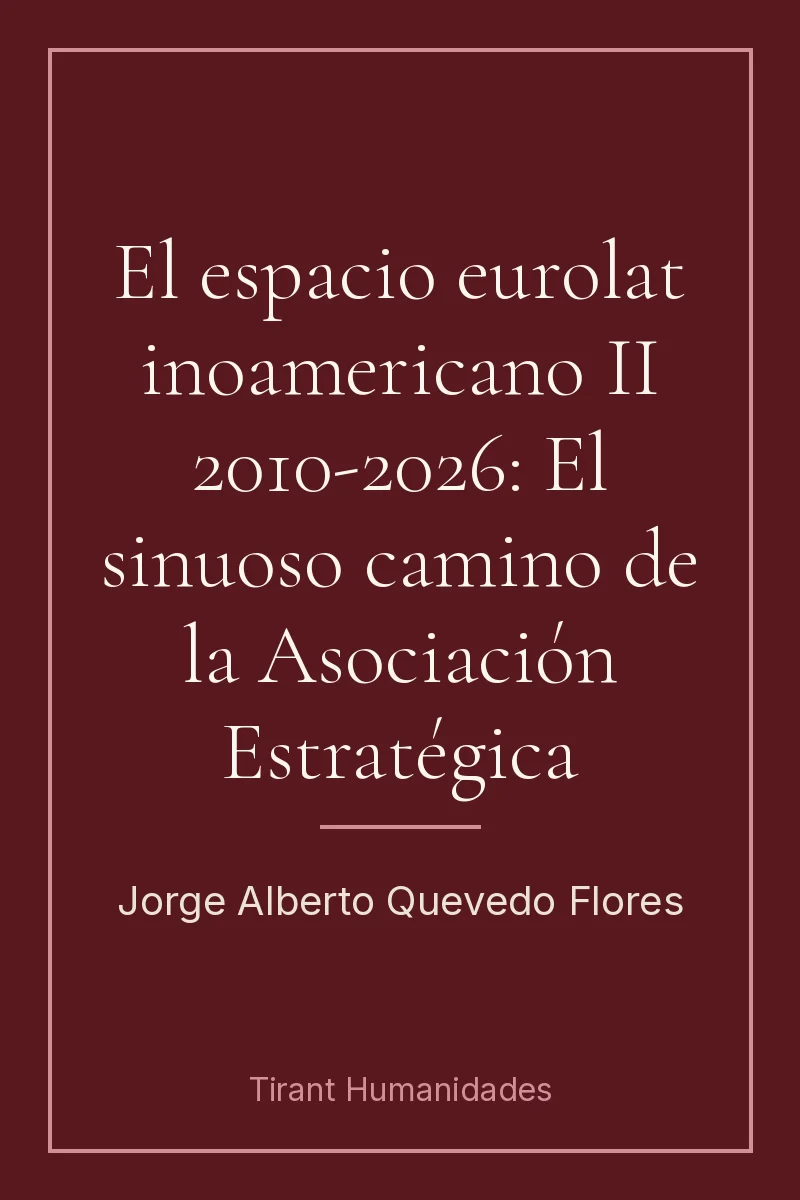 El espacio eurolat
inoamericano II
2010-2026: El
sinuoso camino de
la Asociación
Estratégica
Jorge Alberto Quevedo Flores
Tirant Humanidades